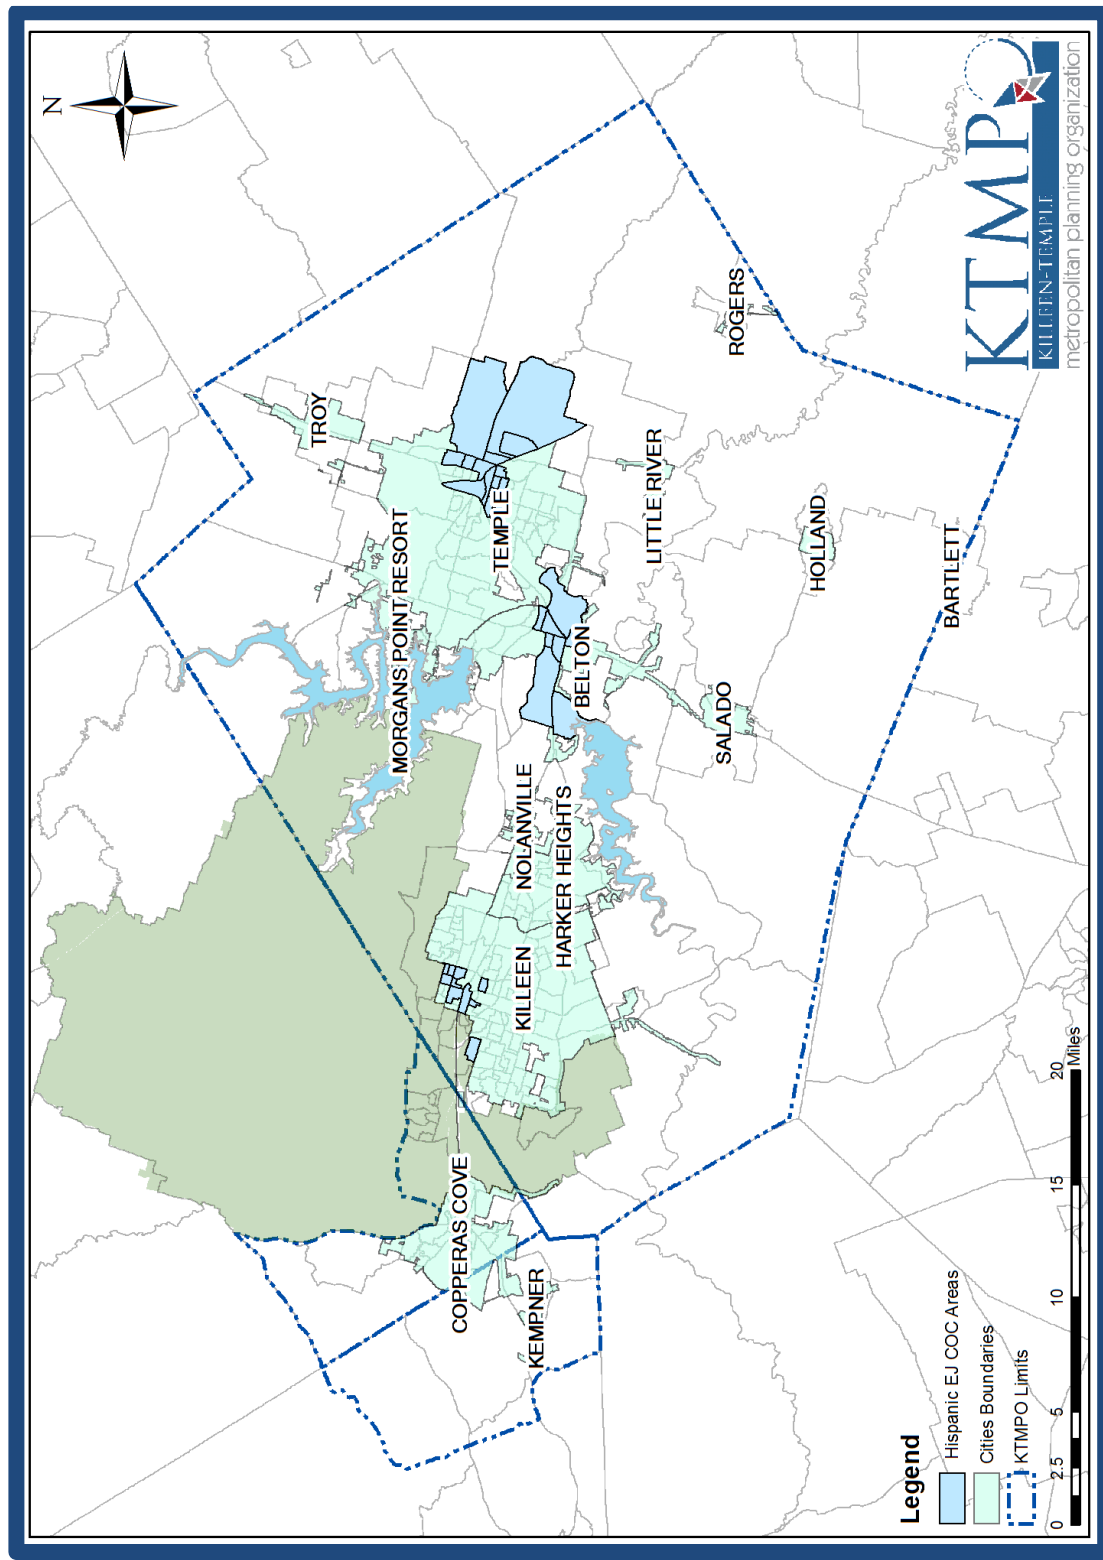 N
TROY
MORGANS POINT RESORT
TEMPLE
ROGERS
LITTLE RIVER
BELTON
HOLLAND
NOLANVILLE
HARKER HEIGHTS
SALADO
BARTLETT
KILLEEN
COPPERAS COVE
KEMPNER
Legend
Hispanic EJ COC Areas
Cities Boundaries
KTMPO Limits
0 2.5 5 10 15 20
Miles
KTMPO
KILLEEN-TEMPLE
metropolitan planning organization